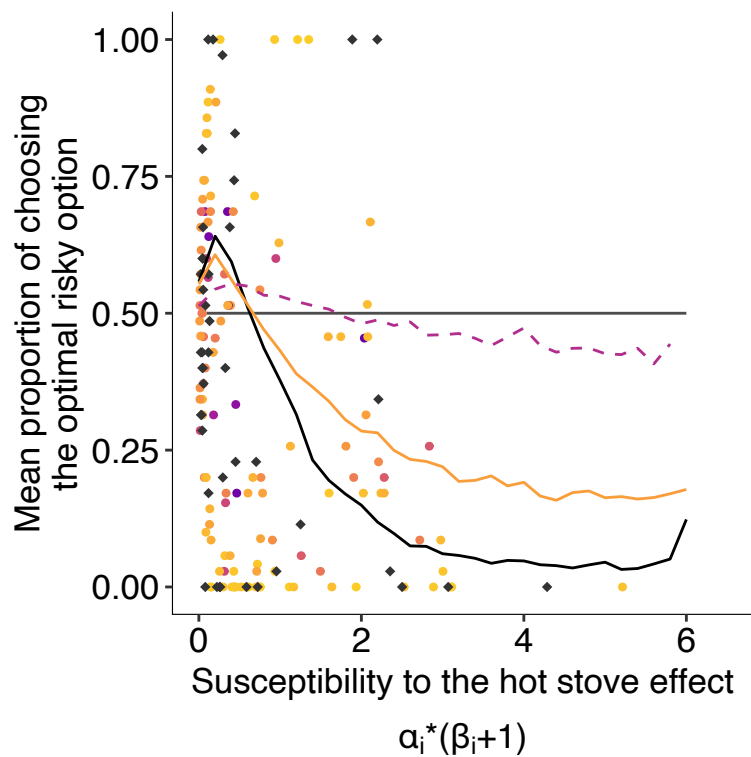 Mean proportion of choosing
the optimal risky option
1.00
0.75
0.50
0.25
0.00
0
2
4
6
Susceptibility to the hot stove effect
αᵢ*(βᵢ+1)